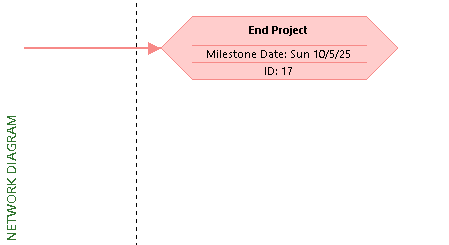 End Project
Milestone Date: Sun 10/5/25
ID: 17
NETWORK DIAGRAM